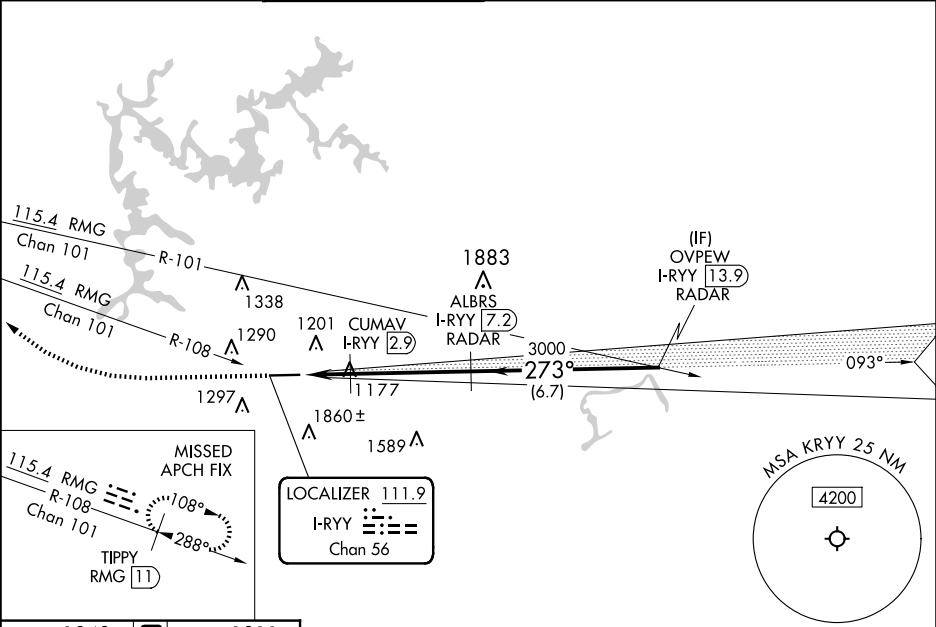 115.4 RMG
Chan 101
R-101
115.4 RMG
Chan 101
R-108
1338
1290
1201
1297
CUMAV
I-RYY 2.9
1177
1860 ±
1589
1883
ALBRS
I-RYY 7.2
RADAR
3000
273°
(6.7)
(IF)
OVPEW
I-RYY 13.9
RADAR
093°
MISSED
APCH FIX
115.4 RMG
R-108
Chan 101
108°
288°
TIPPY
RMG 11
LOCALIZER 111.9
I-RYY
Chan 56
MSA KRYY 25 NM
4200